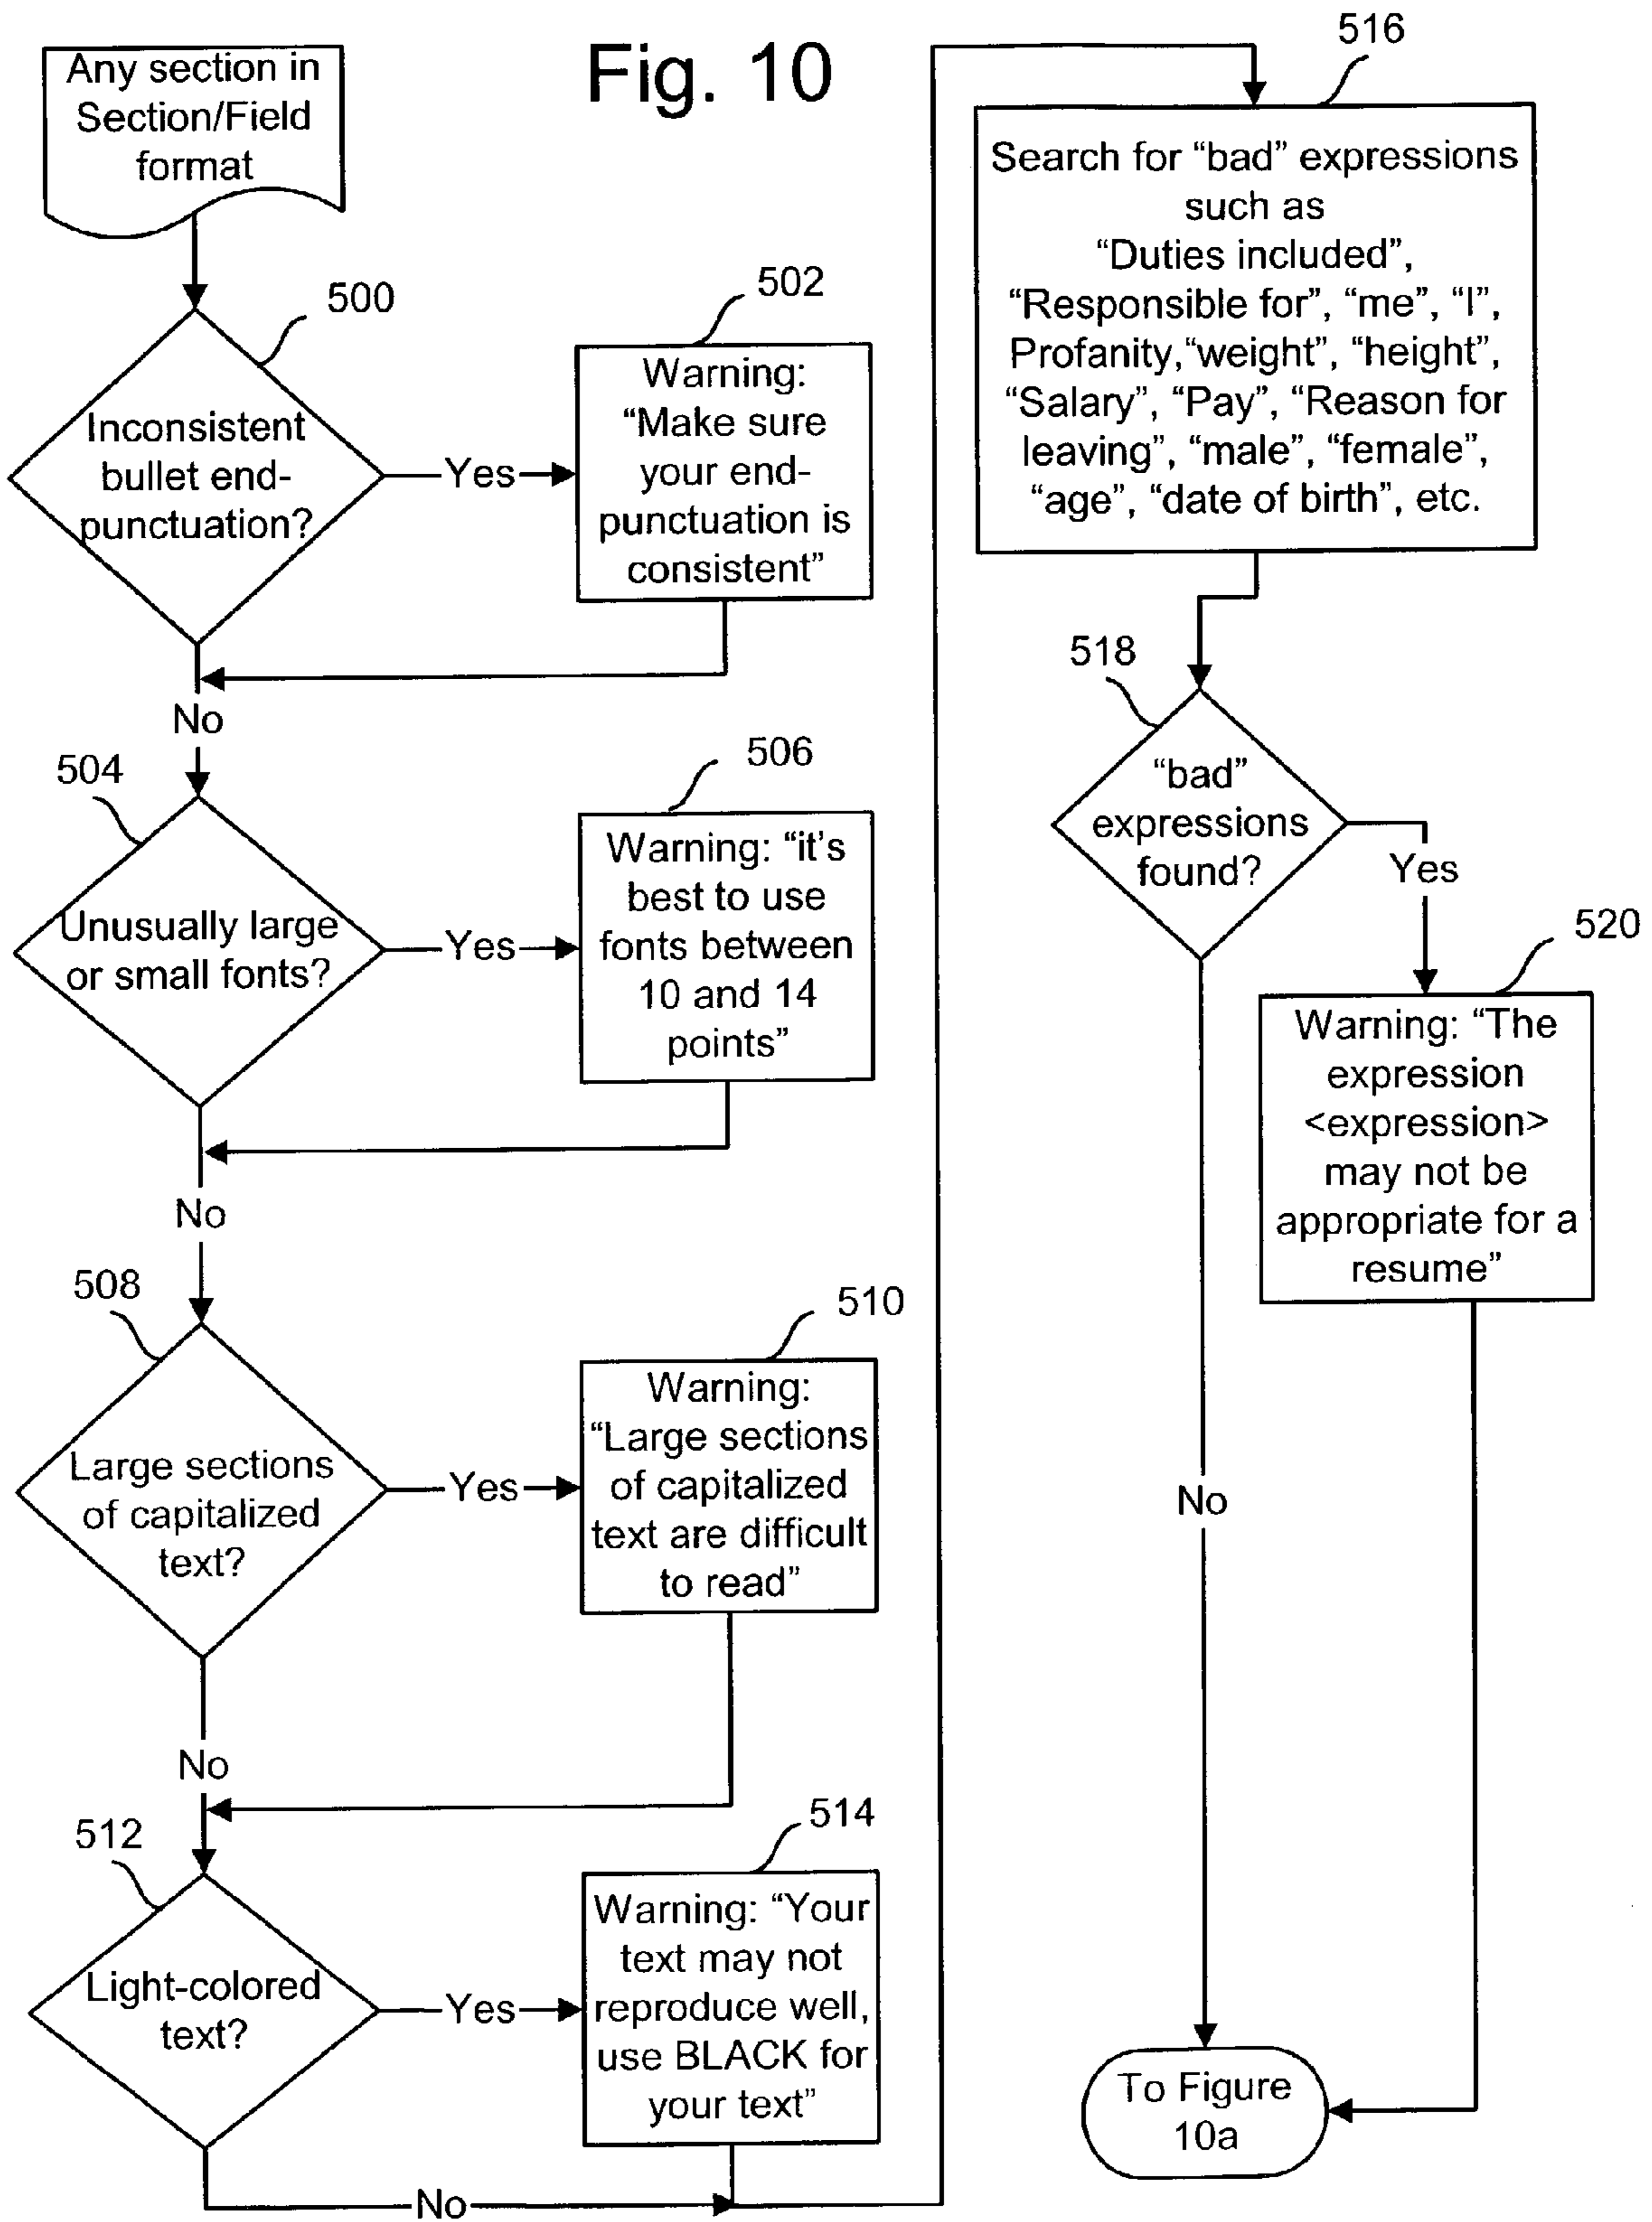 Fig. 10
Any section in
Section/Field
format
500
Inconsistent
bullet end-
punctuation?
Yes
502
Warning:
“Make sure
your end-
punctuation is
consistent”
No
504
Unusually large
or small fonts?
Yes
506
Warning: “it's
best to use
fonts between
10 and 14
points”
No
508
Large sections
of capitalized
text?
Yes
510
Warning:
“Large sections
of capitalized
text are difficult
to read”
No
512
Light-colored
text?
Yes
514
Warning: “Your
text may not
reproduce well,
use BLACK for
your text”
No
516
Search for “bad” expressions
such as
“Duties included”,
“Responsible for”, “me”, “I”,
Profanity,“weight”, “height”,
“Salary”, “Pay”, “Reason for
leaving”, “male”, “female”,
“age”, “date of birth”, etc.
518
“bad”
expressions
found?
Yes
520
Warning: “The
expression
<expression>
may not be
appropriate for a
resume”
No
To Figure
10a